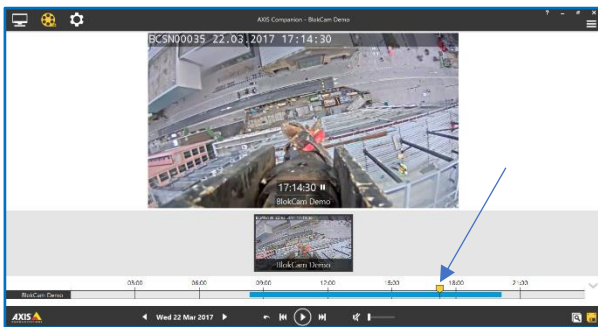 AXIS Companion - BlokCam Demo
BCSN00035 22.03.2017 17:14:30
17:14:30
BlokCam Demo
BlokCam Demo
03:00 06:00 09:00 12:00 15:00 18:00 21:00
BlokCam Demo
AXIS
Wed 22 Mar 2017